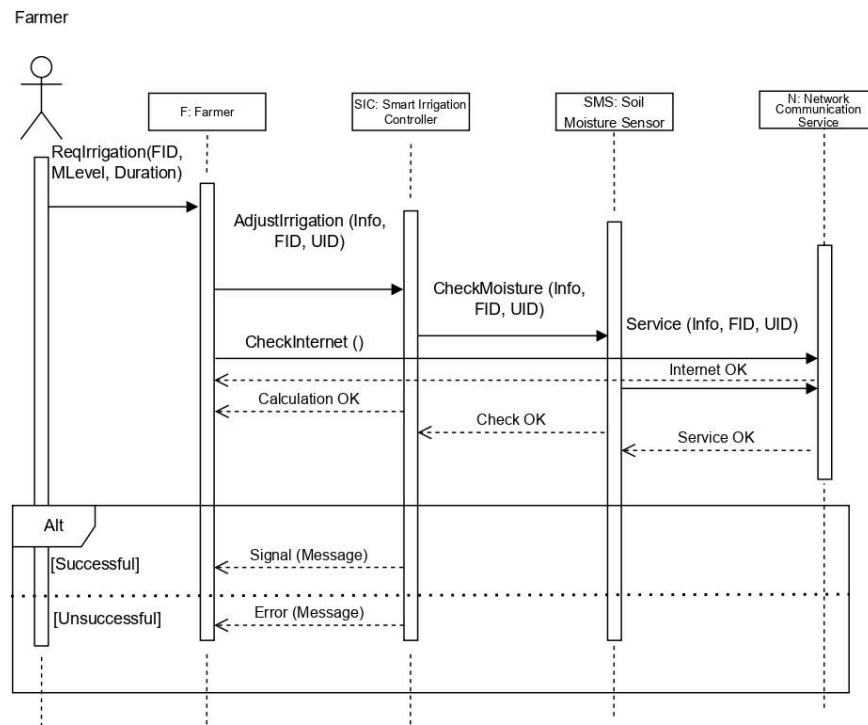 Farmer
F: Farmer
SIC: Smart Irrigation
Controller
SMS: Soil
Moisture Sensor
N: Network
Communication
Service
ReqIrrigation(FID,
MLevel, Duration)
AdjustIrrigation (Info,
FID, UID)
CheckMoisture (Info,
FID, UID)
Service (Info, FID, UID)
CheckInternet ()
Internet OK
Calculation OK
Check OK
Service OK
Alt
[Successful]
Signal (Message)
[Unsuccessful]
Error (Message)